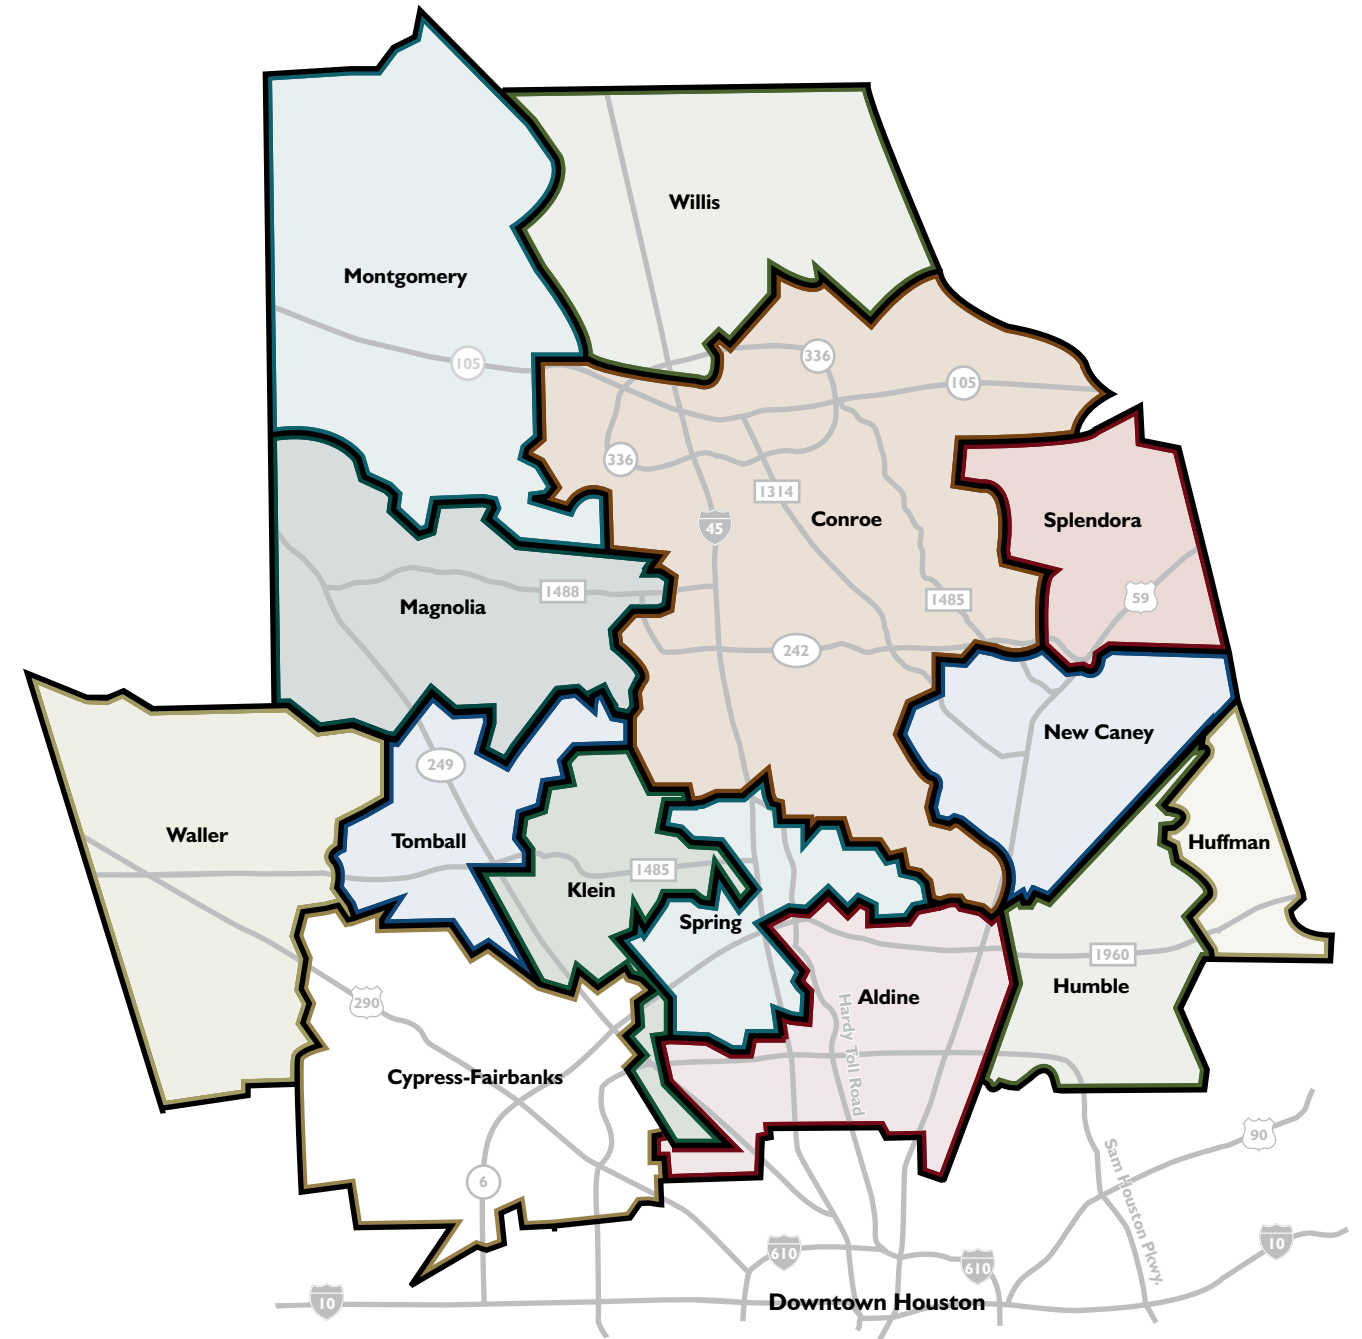 Willis
Montgomery
336
105
105
336
1314
Conroe
Splendora
45
1488
1485
59
Magnolia
242
New Caney
249
Waller
Tomball
Huffman
1485
Klein
Spring
1960
Humble
Aldine
290
Hardy Toll Road
Cypress-Fairbanks
90
6
Sam Houston Pkwy.
610
610
10
10
Downtown Houston